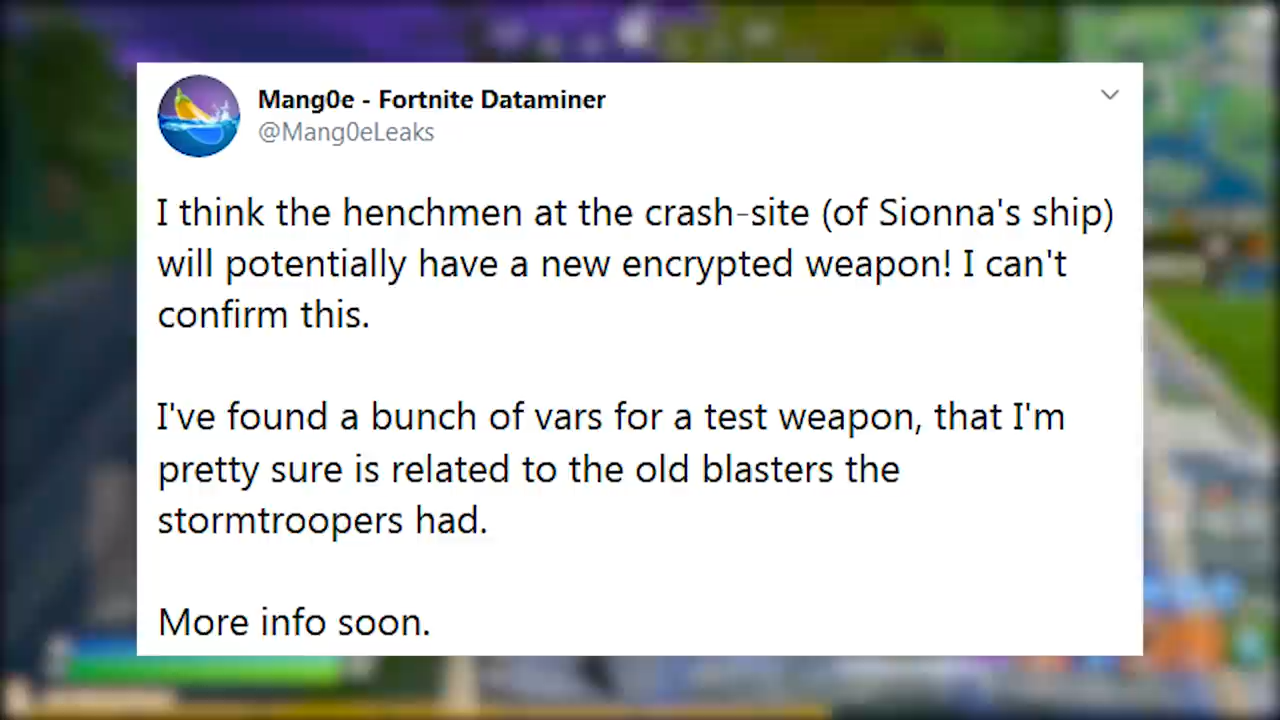 Mang0e - Fortnite Dataminer
@Mang0eLeaks
I think the henchmen at the crash-site (of Sionna's ship)
will potentially have a new encrypted weapon! I can't
confirm this.
I've found a bunch of vars for a test weapon, that I'm
pretty sure is related to the old blasters the
stormtroopers had.
More info soon.